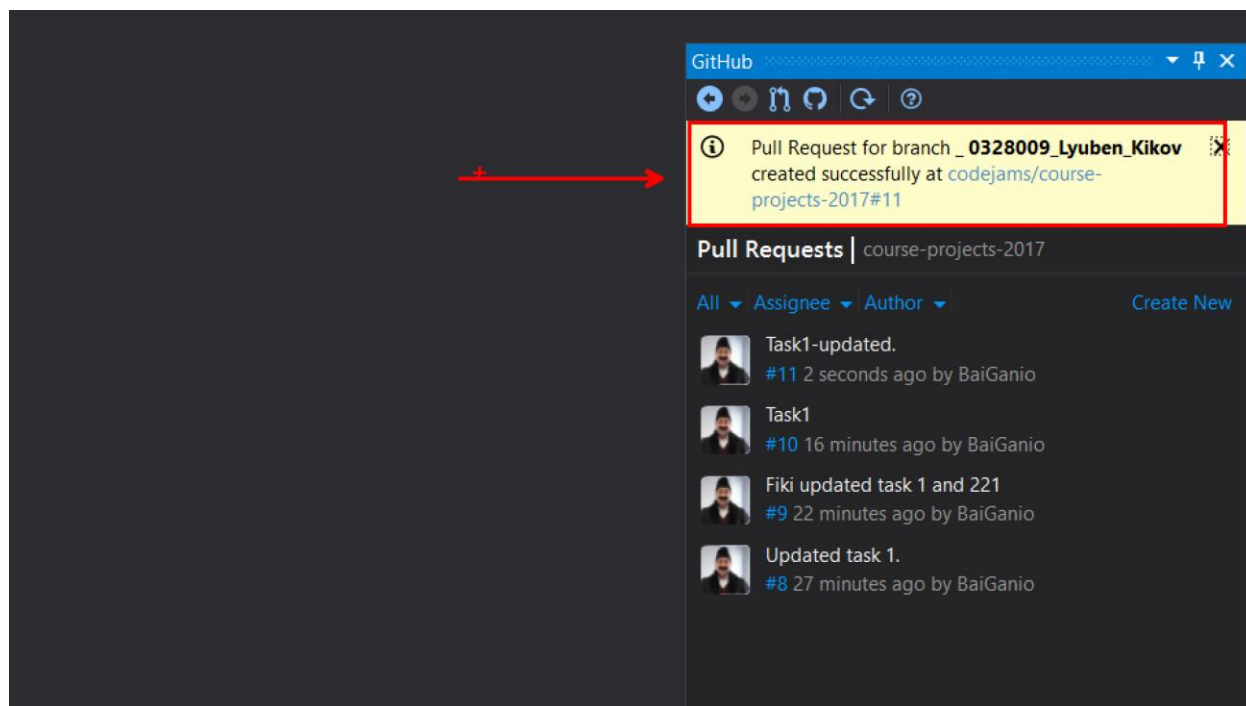 GitHub
Pull Request for branch _ 0328009_Lyuben_Kikov
created successfully at codejams/course-
projects-2017#11
Pull Requests | course-projects-2017
All Assignee Author Create New
Task1-updated.
#11 2 seconds ago by BaiGanio
Task1
#10 16 minutes ago by BaiGanio
Fiki updated task 1 and 221
#9 22 minutes ago by BaiGanio
Updated task 1.
#8 27 minutes ago by BaiGanio